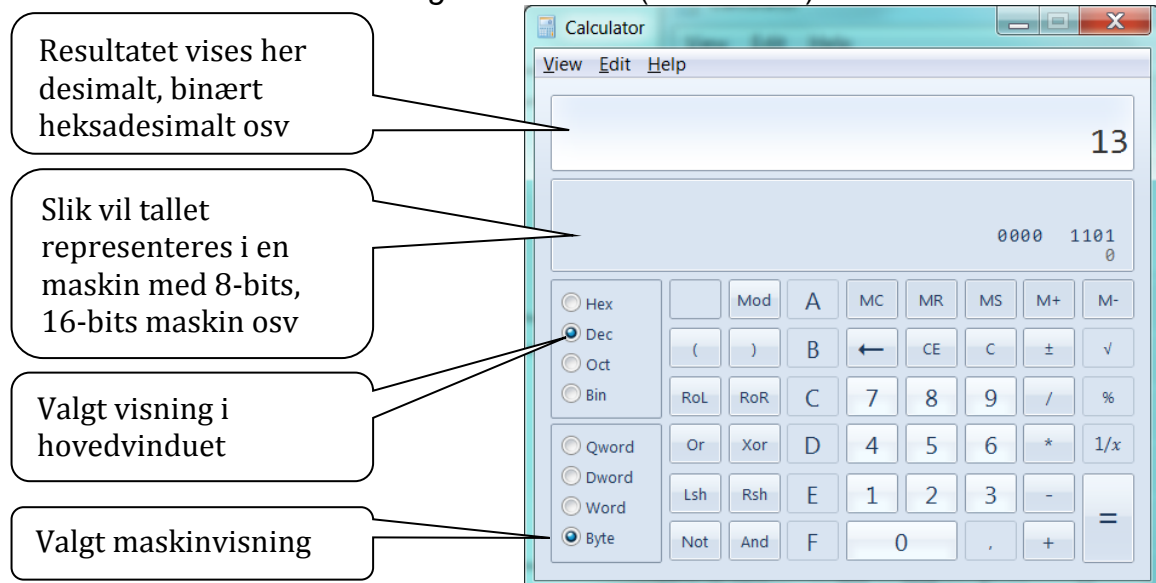 Resultatet vises her
desimalt, binært
heksadesimalt osv
Slik vil tallet
representeres i en
maskin med 8-bits,
16-bits maskin osv
Valgt visning i
hovedvinduet
Valgt maskinvisning
Calculator
View Edit Help
13
0000 1101
0
Hex
Dec
Oct
Bin
Qword
Dword
Word
Byte
Mod A MC MR MS M+ M-
( ) B ← CE C ± √
RoL RoR C 7 8 9 / %
Or Xor D 4 5 6 * 1/x
Lsh Rsh E 1 2 3 - =
Not And F 0 , +